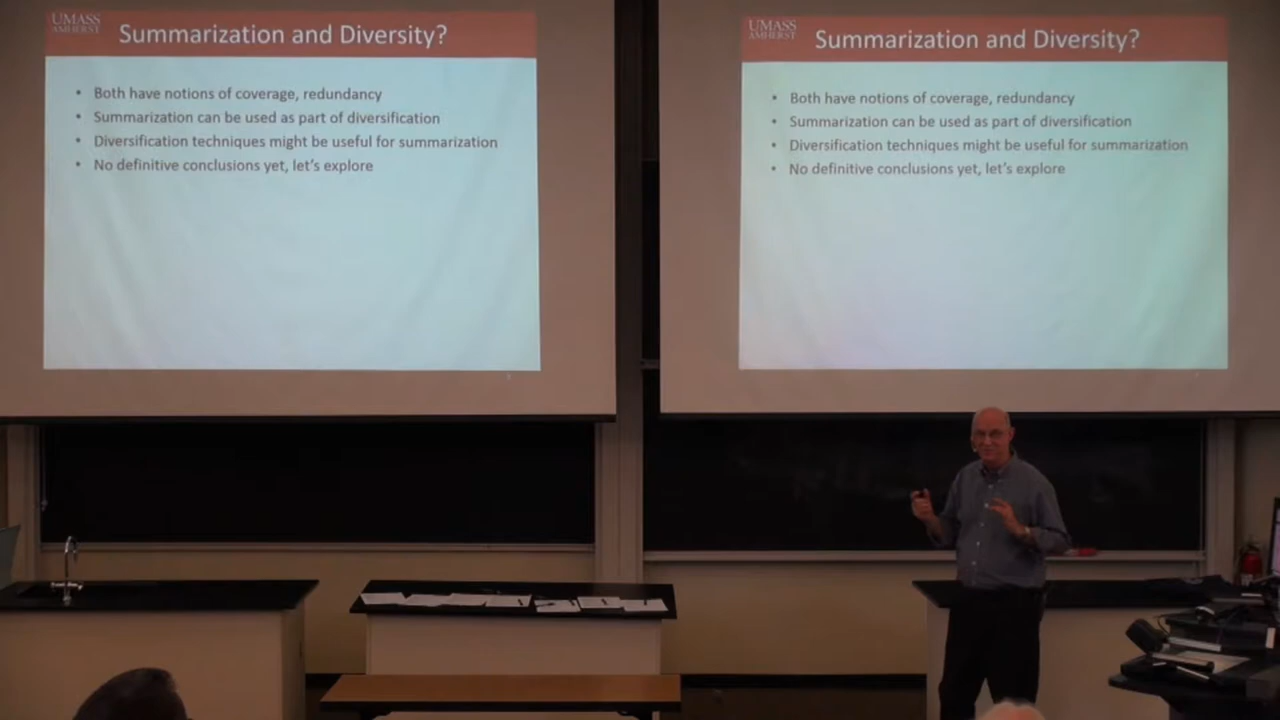 UMASS
AMHERST
Summarization and Diversity?
• Both have notions of coverage, redundancy
• Summarization can be used as part of diversification
• Diversification techniques might be useful for summarization
• No definitive conclusions yet, let's explore
UMASS
AMHERST
Summarization and Diversity?
• Both have notions of coverage, redundancy
• Summarization can be used as part of diversification
• Diversification techniques might be useful for summarization
• No definitive conclusions yet, let's explore